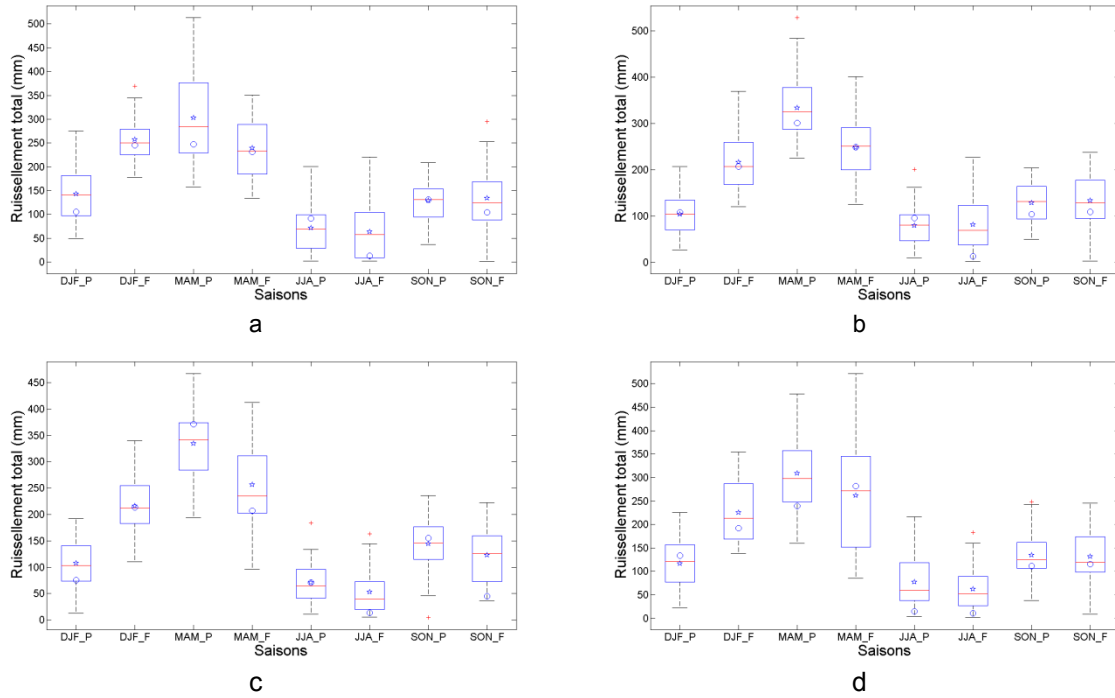 Ruissellement total (mm)
500
450
400
350
300
250
200
150
100
50
0
DJF_P DJF_F MAM_P MAM_F JJA_P JJA_F SON_P SON_F
Saisons
a
Ruissellement total (mm)
500
400
300
200
100
0
DJF_P DJF_F MAM_P MAM_F JJA_P JJA_F SON_P SON_F
Saisons
b
Ruissellement total (mm)
450
400
350
300
250
200
150
100
50
0
DJF_P DJF_F MAM_P MAM_F JJA_P JJA_F SON_P SON_F
Saisons
c
Ruissellement total (mm)
500
450
400
350
300
250
200
150
100
50
0
DJF_P DJF_F MAM_P MAM_F JJA_P JJA_F SON_P SON_F
Saisons
d